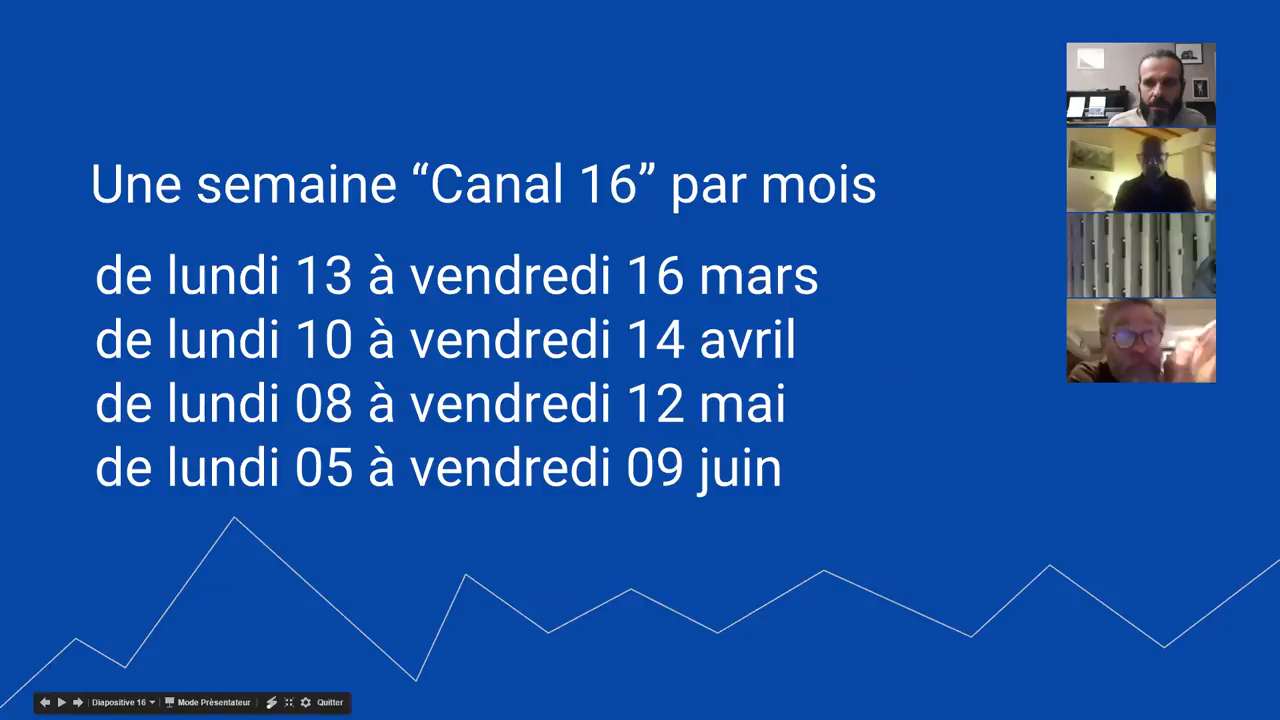 Une semaine “Canal 16” par mois
de lundi 13 à vendredi 16 mars
de lundi 10 à vendredi 14 avril
de lundi 08 à vendredi 12 mai
de lundi 05 à vendredi 09 juin
Diapositive 16
Mode Présentateur
Quitter